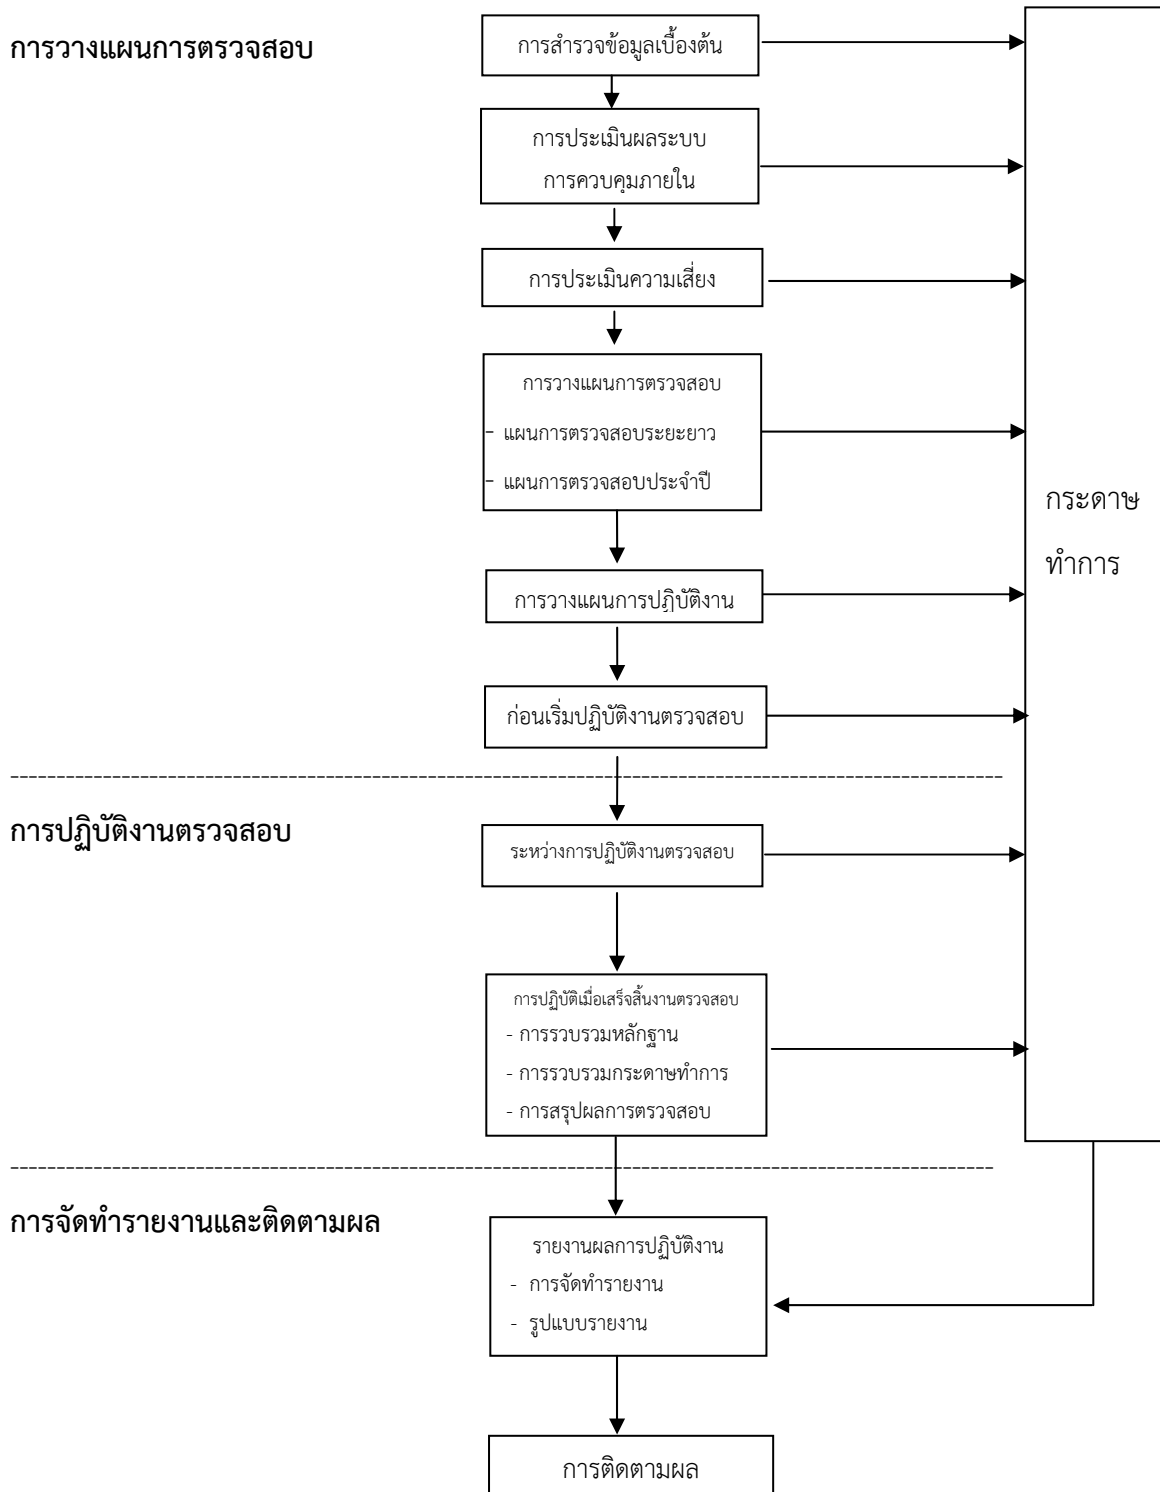 การวางแผนการตรวจสอบ
การสำรวจข้อมูลเบื้องต้น
การประเมินผลระบบ
การควบคุมภายใน
การประเมินความเสี่ยง
การวางแผนการตรวจสอบ
- แผนการตรวจสอบระยะยาว
- แผนการตรวจสอบประจำปี
กระดาษ
ทำการ
การวางแผนการปฏิบัติงาน
ก่อนเริ่มปฏิบัติงานตรวจสอบ
การปฏิบัติงานตรวจสอบ
ระหว่างการปฏิบัติงานตรวจสอบ
การปฏิบัติเมื่อเสร็จสิ้นงานตรวจสอบ
- การรวบรวมหลักฐาน
- การรวบรวมกระดาษทำการ
- การสรุปผลการตรวจสอบ
การจัดทำรายงานและติดตามผล
รายงานผลการปฏิบัติงาน
- การจัดทำรายงาน
- รูปแบบรายงาน
การติดตามผล